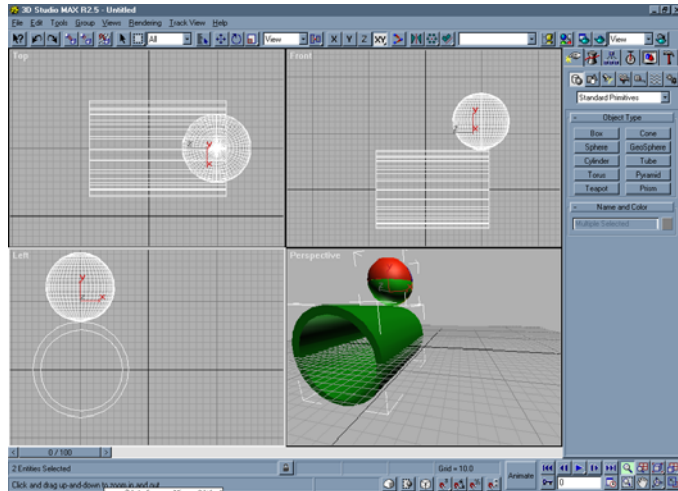 3D Studio MAX R2.5 - Untitled
File Edit Tools Group Views Rendering Track View Help
All View X Y Z XY View
Top Front
Standard Primitives
Object Type
Box Cone
Sphere GeoSphere
Cylinder Tube
Torus Pyramid
Teapot Prism
Name and Color
Multiple Selected
Left Perspective
0 / 100
2 Entities Selected Grid = 10.0
Animate 0
Click and drag up-and-down to zoom in and out